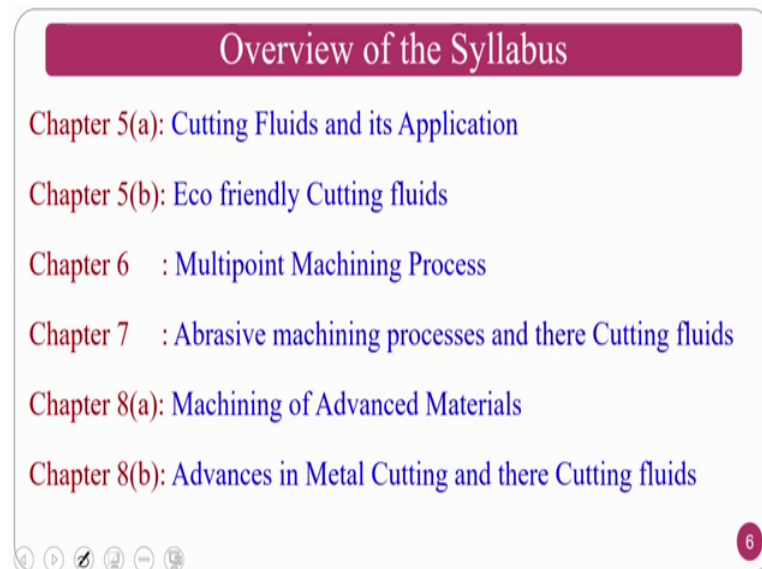 Overview of the Syllabus
Chapter 5(a): Cutting Fluids and its Application
Chapter 5(b): Eco friendly Cutting fluids
Chapter 6 : Multipoint Machining Process
Chapter 7 : Abrasive machining processes and there Cutting fluids
Chapter 8(a): Machining of Advanced Materials
Chapter 8(b): Advances in Metal Cutting and there Cutting fluids
6